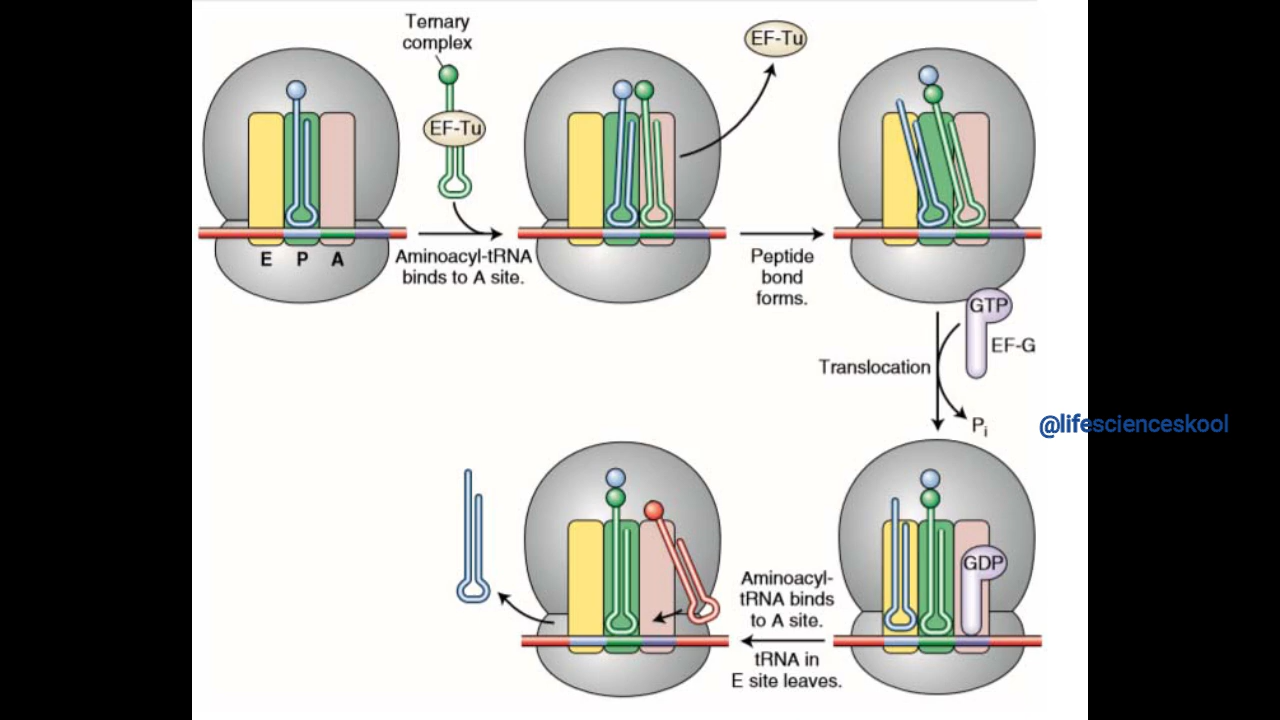 Ternary
complex
EF-Tu
EF-Tu
E P A
Aminoacyl-tRNA
binds to A site.
Peptide
bond
forms.
GTP
EF-G
Translocation
Pi
@lifescienceskool
GDP
Aminoacyl-
tRNA binds
to A site.
tRNA in
E site leaves.